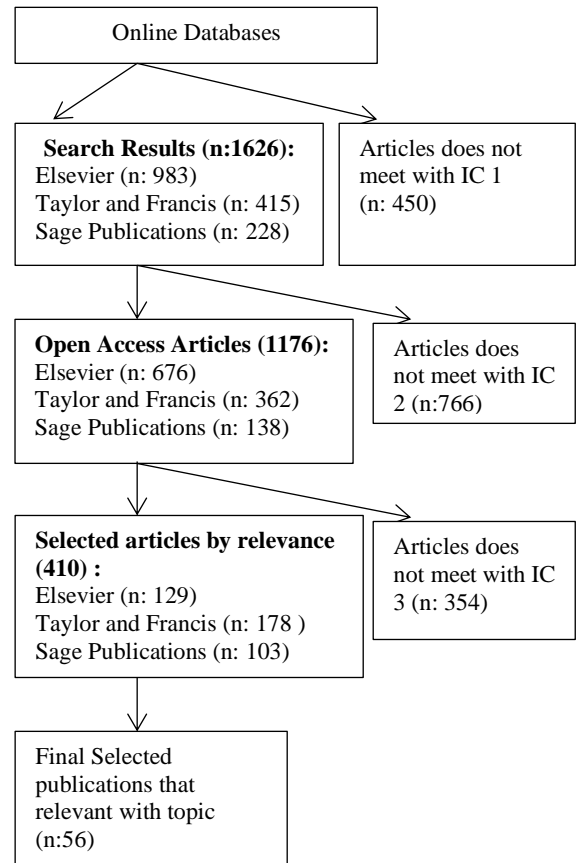 Online Databases
Search Results (n:1626):
Elsevier (n: 983)
Taylor and Francis (n: 415)
Sage Publications (n: 228)
Articles does not
meet with IC 1
(n: 450)
Open Access Articles (1176):
Elsevier (n: 676)
Taylor and Francis (n: 362)
Sage Publications (n: 138)
Articles does
not meet with IC
2 (n:766)
Selected articles by relevance
(410) :
Elsevier (n: 129)
Taylor and Francis (n: 178 )
Sage Publications (n: 103)
Articles does
not meet with IC
3 (n: 354)
Final Selected
publications that
relevant with topic
(n:56)